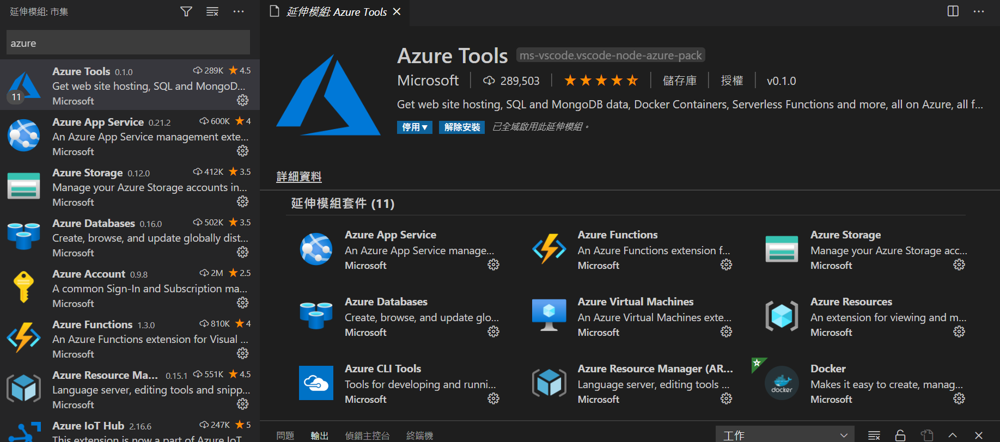 延伸模組: 市集
azure
Azure Tools 0.1.0 289K 4.5
Get web site hosting, SQL and MongoD...
11
Microsoft
Azure App Service 0.21.2 600K 4
An Azure App Service management exte...
Microsoft
Azure Storage 0.12.0 412K 3.5
Manage your Azure Storage accounts in...
Microsoft
Azure Databases 0.16.0 502K 3.5
Create, browse, and update globally dist...
Microsoft
Azure Account 0.9.8 2M 2.5
A common Sign-In and Subscription ma...
Microsoft
Azure Functions 1.3.0 810K 4
An Azure Functions extension for Visual ...
Microsoft
Azure Resource Ma... 0.15.1 551K 4.5
Language server, editing tools and snipp...
Microsoft
Azure IoT Hub 2.16.6 247K 5
This extension is now a part of Azure IoT
延伸模組: Azure Tools
Azure Tools ms-vscode.vscode-node-azure-pack
Microsoft 289,503 儲存庫 授權 v0.1.0
Get web site hosting, SQL and MongoDB data, Docker Containers, Serverless Functions and more, all on Azure, all f...
停用 解除安裝 已全域啟用此延伸模組。
詳細資料
延伸模組套件 (11)
Azure App Service
An Azure App Service manage...
Microsoft
Azure Functions
An Azure Functions extension f...
Microsoft
Azure Storage
Manage your Azure Storage acc...
Microsoft
Azure Databases
Create, browse, and update glo...
Microsoft
Azure Virtual Machines
An Azure Virtual Machines exte...
Microsoft
Azure Resources
An extension for viewing and m...
Microsoft
Azure CLI Tools
Tools for developing and runni...
Microsoft
Azure Resource Manager (AR...
Language server, editing tools ...
Microsoft
docker
Docker
Makes it easy to create, manag...
Microsoft
問題 輸出 偵錯主控台 終端機 工作